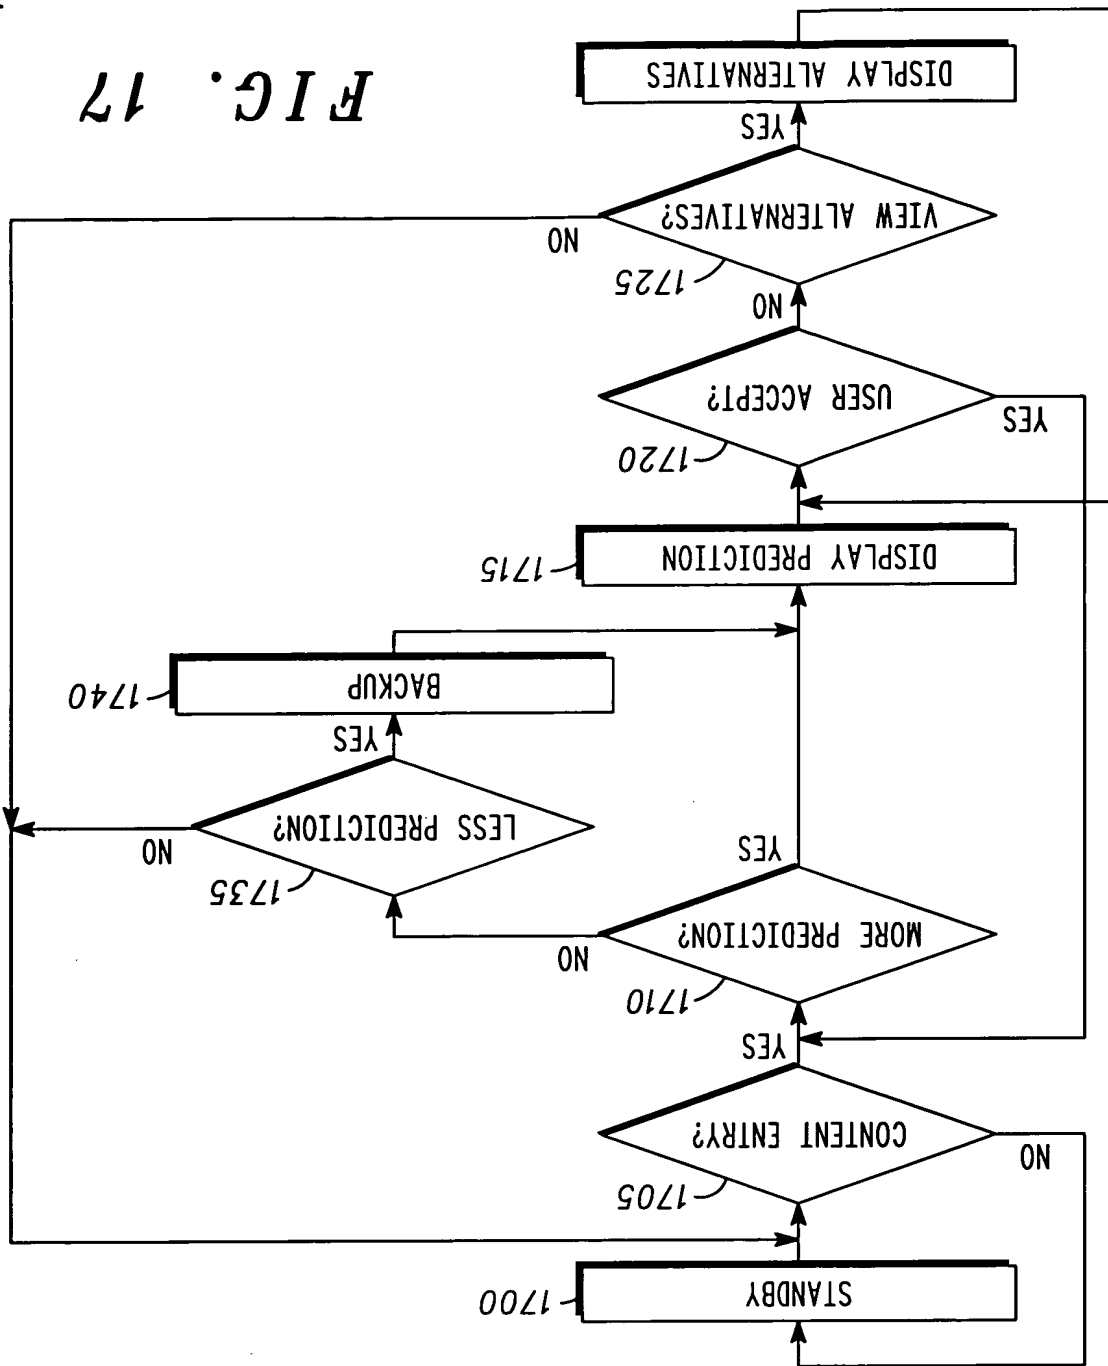 1700
STANDBY
1705
CONTENT ENTRY?
NO
YES
1710
MORE PREDICTION?
NO
YES
1735
LESS PREDICTION?
NO
YES
1740
BACKUP
1715
DISPLAY PREDICTION
1720
USER ACCEPT?
YES
NO
1725
VIEW ALTERNATIVES?
NO
YES
DISPLAY ALTERNATIVES
FIG. 17